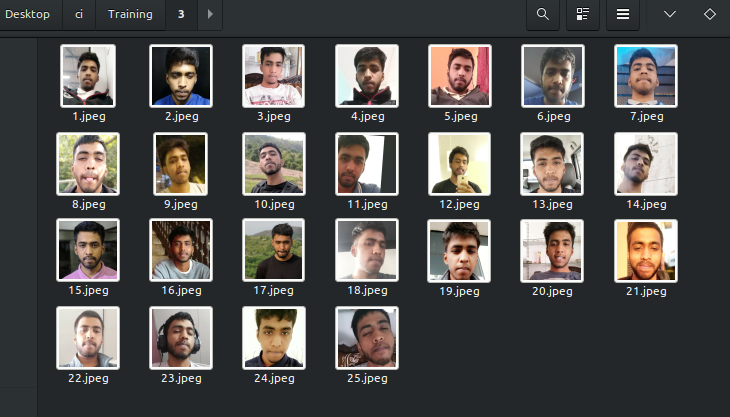 Desktop ci Training 3
1.jpeg 2.jpeg 3.jpeg 4.jpeg 5.jpeg 6.jpeg 7.jpeg
8.jpeg 9.jpeg 10.jpeg 11.jpeg 12.jpeg 13.jpeg 14.jpeg
15.jpeg 16.jpeg 17.jpeg 18.jpeg 19.jpeg 20.jpeg 21.jpeg
22.jpeg 23.jpeg 24.jpeg 25.jpeg